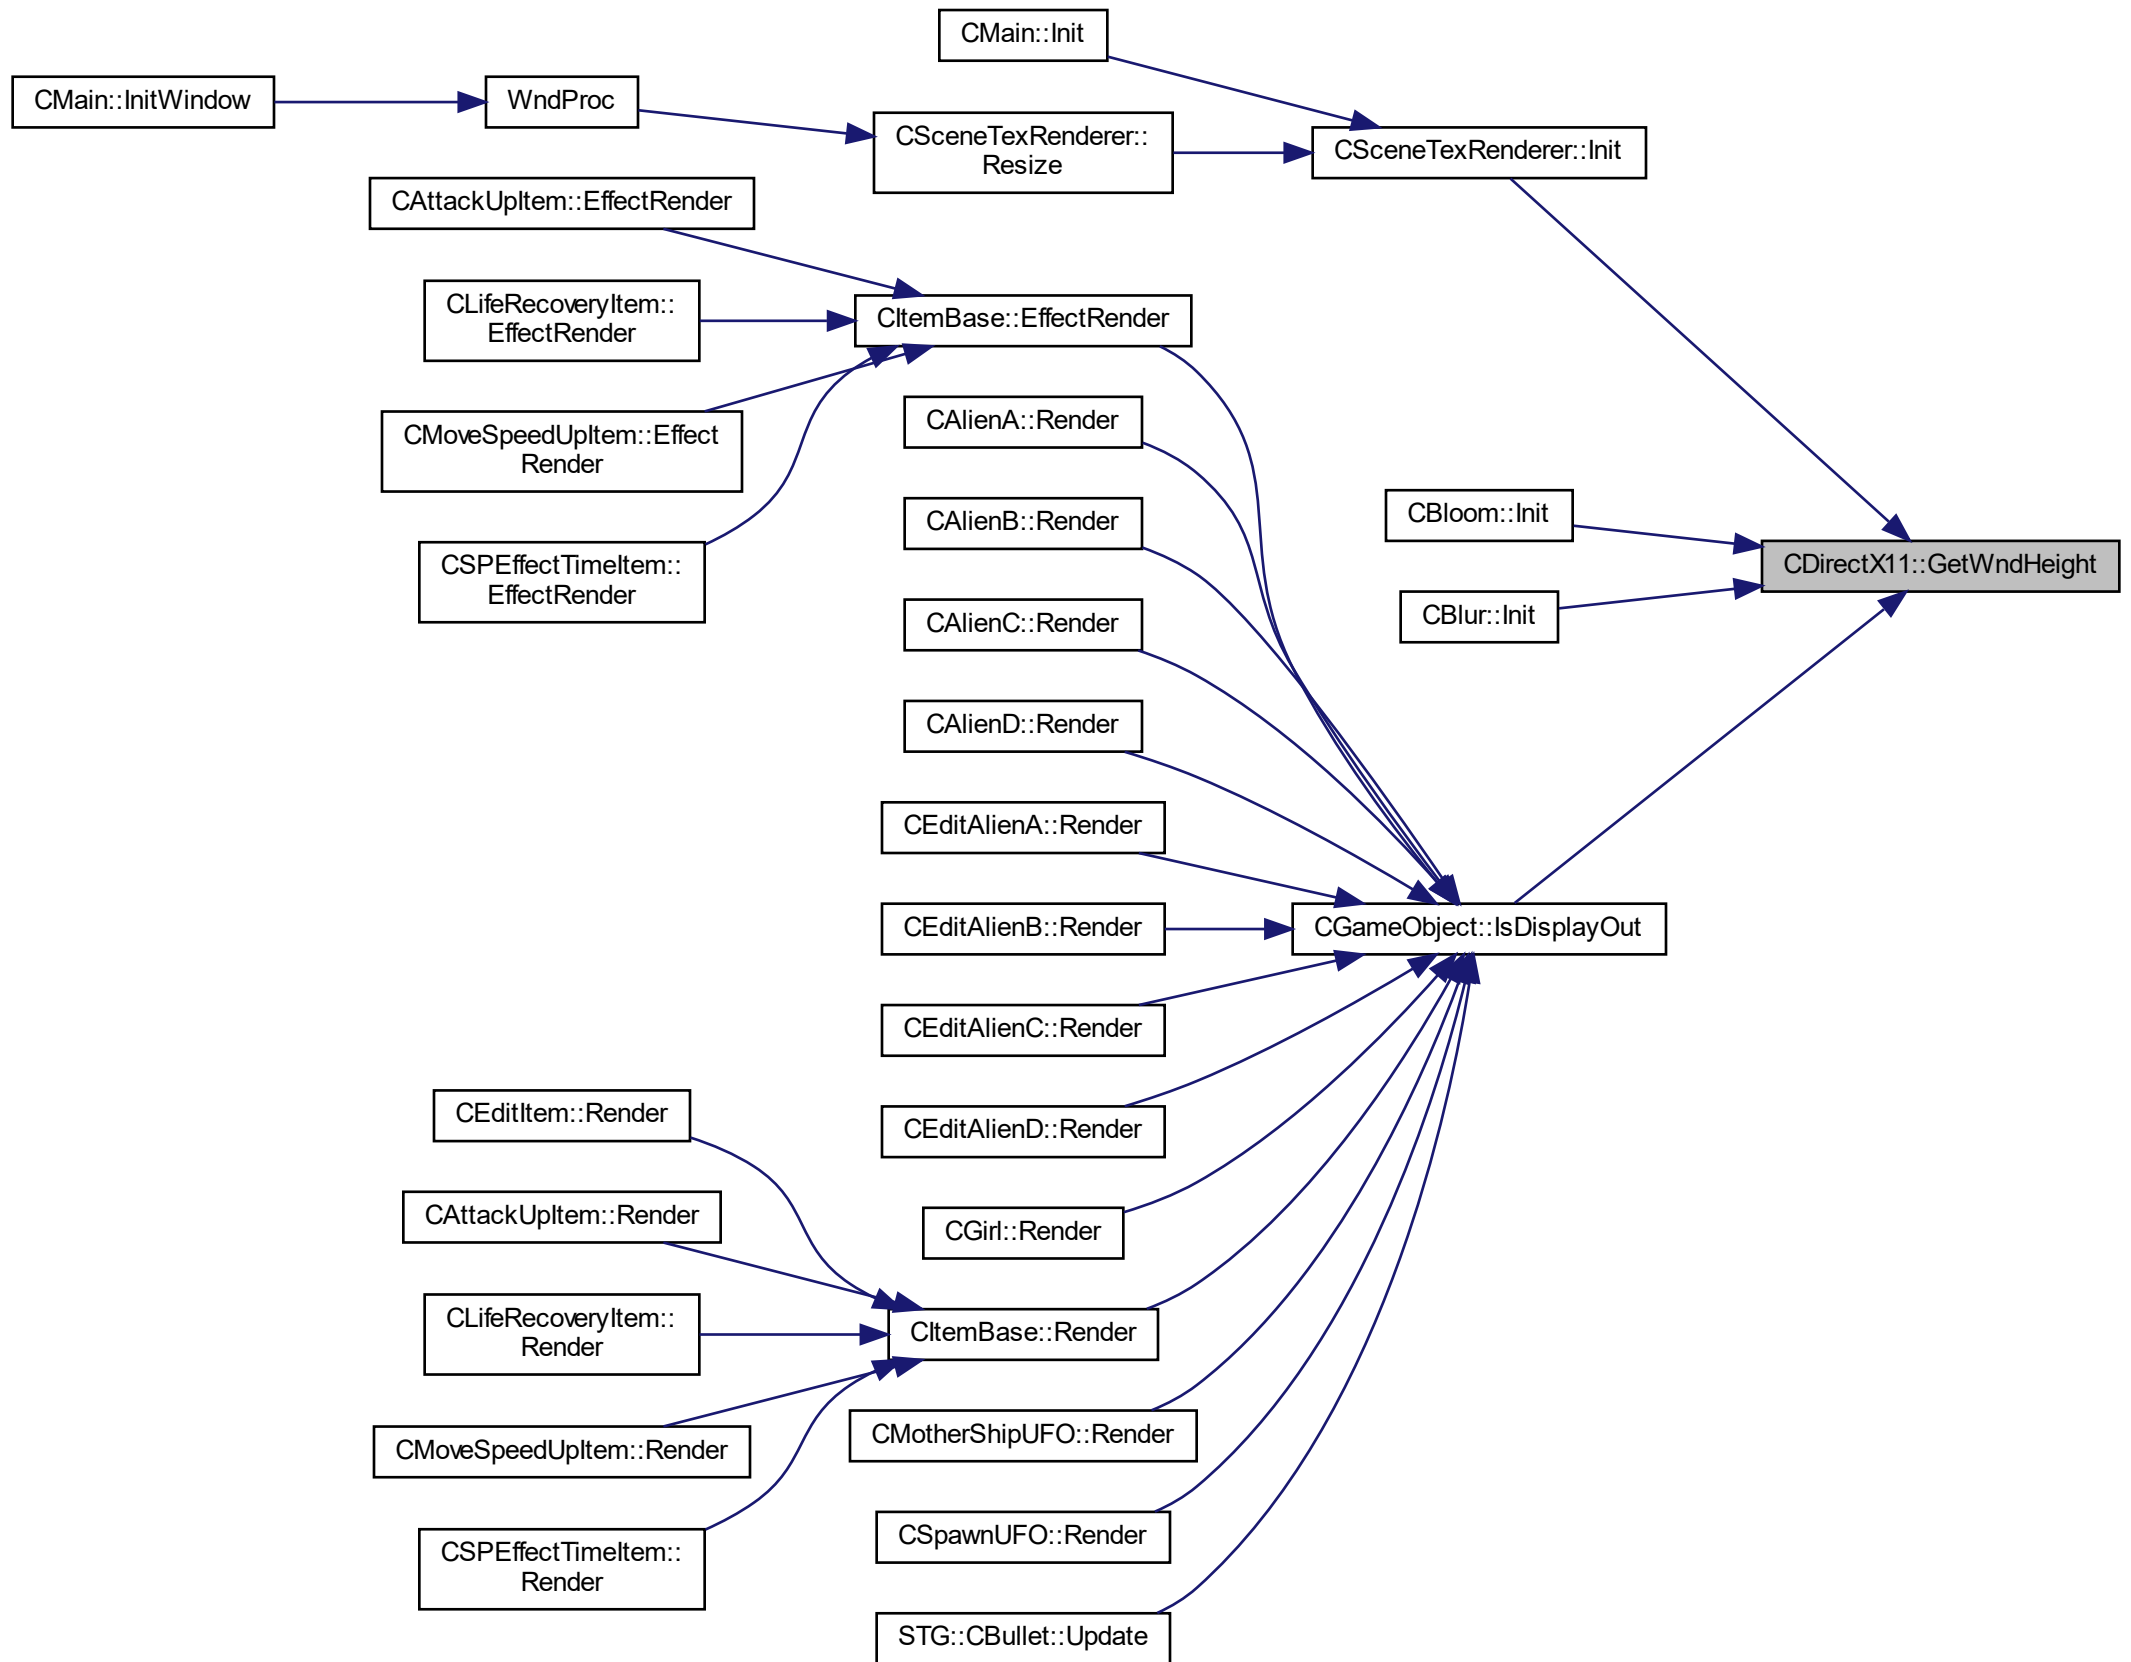 CMain::Init
CMain::InitWindow
WndProc
CSceneTexRenderer::
Resize
CSceneTexRenderer::Init
CAttackUpItem::EffectRender
CLifeRecoveryItem::
EffectRender
CItemBase::EffectRender
CMoveSpeedUpItem::Effect
Render
CSPEffectTimeItem::
EffectRender
CAlienA::Render
CAlienB::Render
CAlienC::Render
CAlienD::Render
CBloom::Init
CBlur::Init
CDirectX11::GetWndHeight
CEditAlienA::Render
CEditAlienB::Render
CEditAlienC::Render
CEditAlienD::Render
CGameObject::IsDisplayOut
CGirl::Render
CEditItem::Render
CAttackUpItem::Render
CLifeRecoveryItem::
Render
CItemBase::Render
CMoveSpeedUpItem::Render
CSPEffectTimeItem::
Render
CMotherShipUFO::Render
CSpawnUFO::Render
STG::CBullet::Update